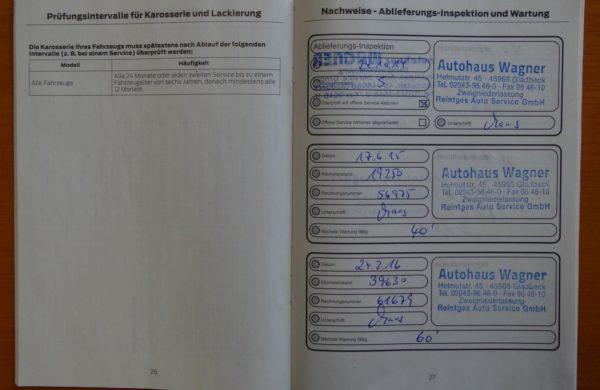 Prüfungsintervalle für Karosserie und Lackierung
Die Karosserie Ihres Fahrzeugs muss spätestens nach Ablauf der folgenden
Intervalle (z. B. bei einem Service) überprüft werden:
Modell Häufigkeit
Alle Fahrzeuge
Alle 24 Monate oder jeden zweiten Service bis zu einem
Fahrzeugalter von sechs Jahren, danach mindestens alle
12 Monate.
26
Nachweise - Ablieferungs-Inspektion und Wartung
Ablieferungs-Inspektion
5
Überprüft auf offene Service Aktionen
Offene Service Aktionen abgearbeitet
Unterschrift
Autohaus Wagner
Helmutstr. 45 · 45968 Gladbeck
Tel. 02043-96 46-0 · Fax 96 46-10
Zweigniederlassung
Reintges Auto Service GmbH
Datum 17.6.15
Kilometerstand 19250
Rechnungsnummer 56975
Unterschrift
Nächste Wartung fällig 40'
Autohaus Wagner
Helmutstr. 45 · 45968 Gladbeck
Tel. 02043-96 46-0 · Fax 96 46-10
Zweigniederlassung
Reintges Auto Service GmbH
Datum 24.2.16
Kilometerstand 39630
Rechnungsnummer 61679
Unterschrift
Nächste Wartung fällig 60'
Autohaus Wagner
Helmutstr. 45 · 45968 Gladbeck
Tel. 02043-96 46-0 · Fax 96 46-10
Zweigniederlassung
Reintges Auto Service GmbH
27